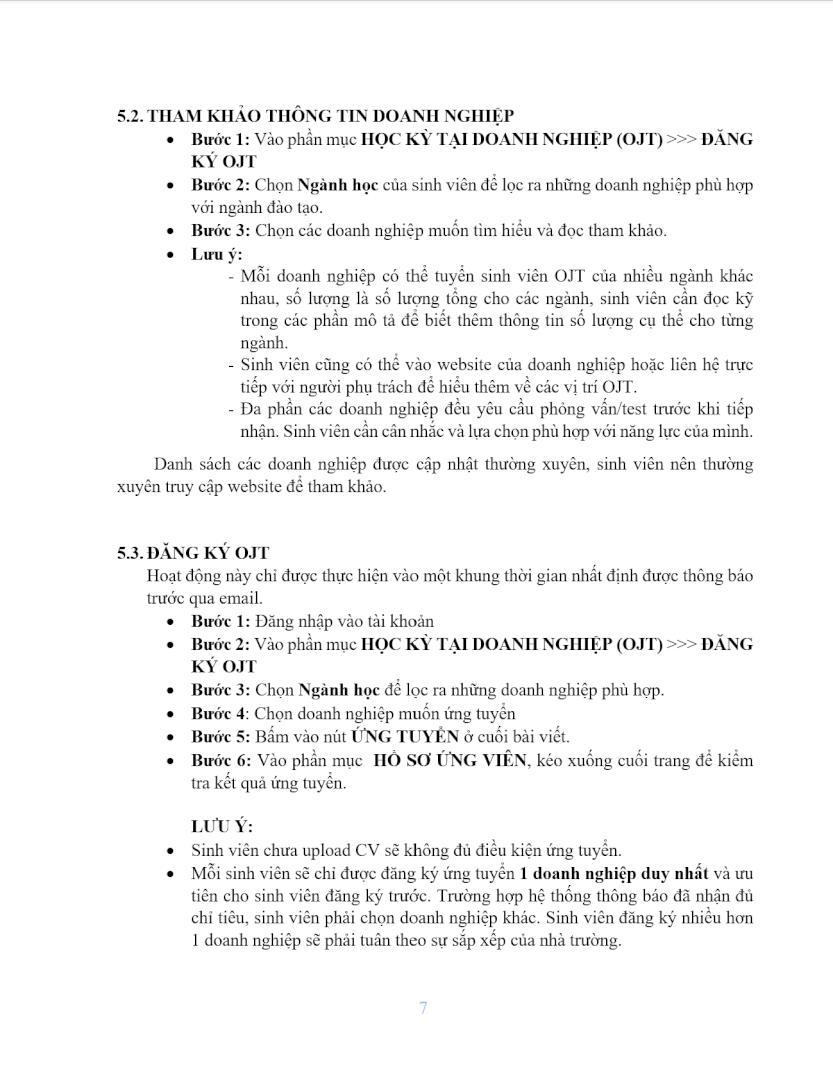 5.2. THAM KHẢO THÔNG TIN DOANH NGHIỆP
• Bước 1: Vào phần mục HỌC KỲ TẠI DOANH NGHIỆP (OJT) >>> ĐĂNG
KÝ OJT
• Bước 2: Chọn Ngành học của sinh viên để lọc ra những doanh nghiệp phù hợp
với ngành đào tạo.
• Bước 3: Chọn các doanh nghiệp muốn tìm hiểu và đọc tham khảo.
• Lưu ý:
- Mỗi doanh nghiệp có thể tuyển sinh viên OJT của nhiều ngành khác
nhau, số lượng là số lượng tổng cho các ngành, sinh viên cần đọc kỹ
trong các phần mô tả để biết thêm thông tin số lượng cụ thể cho từng
ngành.
- Sinh viên cũng có thể vào website của doanh nghiệp hoặc liên hệ trực
tiếp với người phụ trách để hiểu thêm về các vị trí OJT.
- Đa phần các doanh nghiệp đều yêu cầu phỏng vấn/test trước khi tiếp
nhận. Sinh viên cần cân nhắc và lựa chọn phù hợp với năng lực của mình.
Danh sách các doanh nghiệp được cập nhật thường xuyên, sinh viên nên thường
xuyên truy cập website để tham khảo.
5.3. ĐĂNG KÝ OJT
Hoạt động này chỉ được thực hiện vào một khung thời gian nhất định được thông báo
trước qua email.
• Bước 1: Đăng nhập vào tài khoản
• Bước 2: Vào phần mục HỌC KỲ TẠI DOANH NGHIỆP (OJT) >>> ĐĂNG
KÝ OJT
• Bước 3: Chọn Ngành học để lọc ra những doanh nghiệp phù hợp.
• Bước 4: Chọn doanh nghiệp muốn ứng tuyển
• Bước 5: Bấm vào nút ỨNG TUYỂN ở cuối bài viết.
• Bước 6: Vào phần mục HỒ SƠ ỨNG VIÊN, kéo xuống cuối trang để kiểm
tra kết quả ứng tuyển.
LƯU Ý:
• Sinh viên chưa upload CV sẽ không đủ điều kiện ứng tuyển.
• Mỗi sinh viên sẽ chỉ được đăng ký ứng tuyển 1 doanh nghiệp duy nhất và ưu
tiên cho sinh viên đăng ký trước. Trường hợp hệ thống thông báo đã nhận đủ
chỉ tiêu, sinh viên phải chọn doanh nghiệp khác. Sinh viên đăng ký nhiều hơn
1 doanh nghiệp sẽ phải tuân theo sự sắp xếp của nhà trường.
7